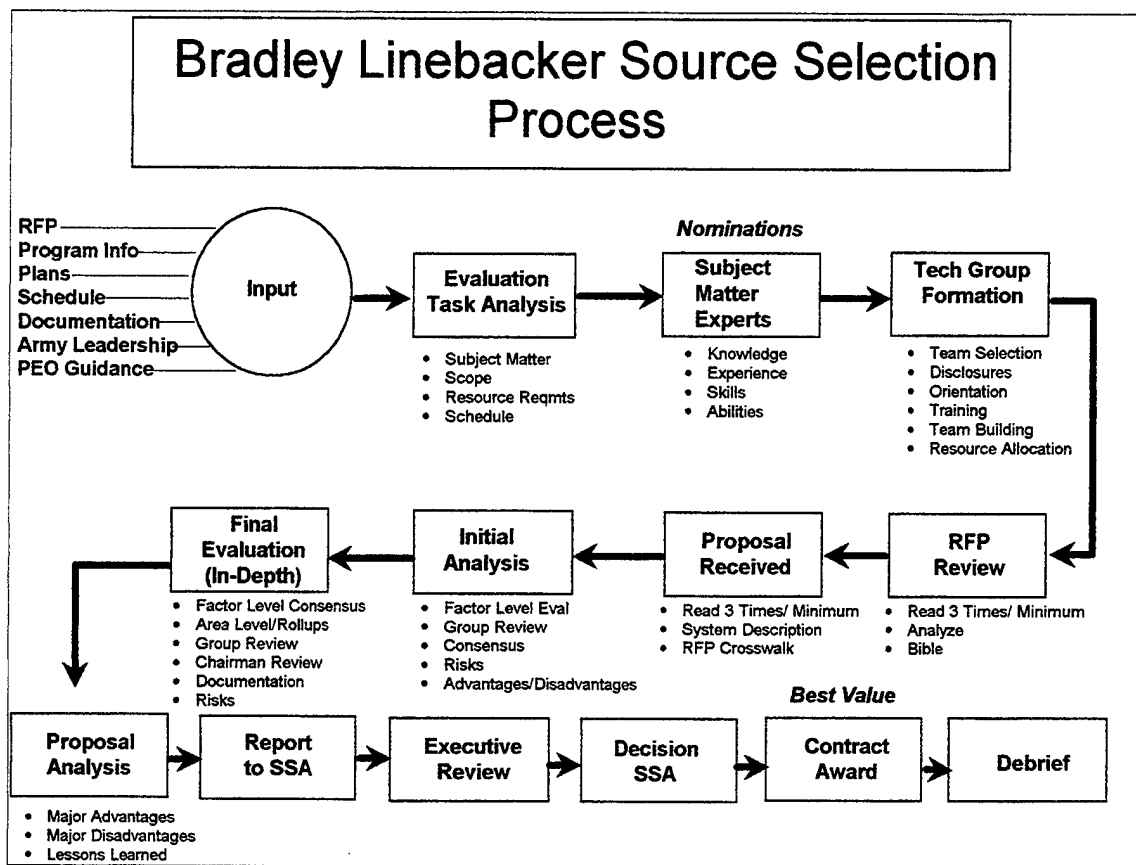 Bradley Linebacker Source Selection
Process
RFP
Program Info
Plans
Schedule
Documentation
Army Leadership
PEO Guidance
Input
Evaluation
Task Analysis
• Subject Matter
• Scope
• Resource Reqmts
• Schedule
Nominations
Subject
Matter
Experts
• Knowledge
• Experience
• Skills
• Abilities
Tech Group
Formation
• Team Selection
• Disclosures
• Orientation
• Training
• Team Building
• Resource Allocation
RFP
Review
• Read 3 Times/ Minimum
• Analyze
• Bible
Proposal
Received
• Read 3 Times/ Minimum
• System Description
• RFP Crosswalk
Initial
Analysis
• Factor Level Eval
• Group Review
• Consensus
• Risks
• Advantages/Disadvantages
Final
Evaluation
(In-Depth)
• Factor Level Consensus
• Area Level/Rollups
• Group Review
• Chairman Review
• Documentation
• Risks
Proposal
Analysis
• Major Advantages
• Major Disadvantages
• Lessons Learned
Report
to SSA
Executive
Review
Decision
SSA
Best Value
Contract
Award
Debrief